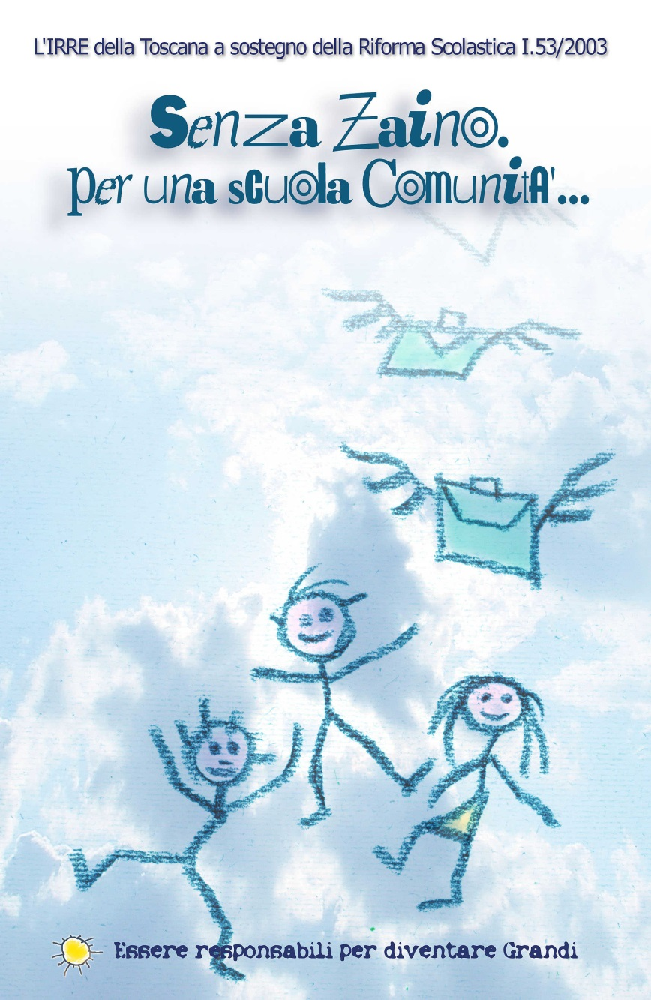 L'IRRE della Toscana a sostegno della Riforma Scolastica I.53/2003
Senza Zaino.
per una scuola Comunità'...
Essere responsabili per diventare Grandi